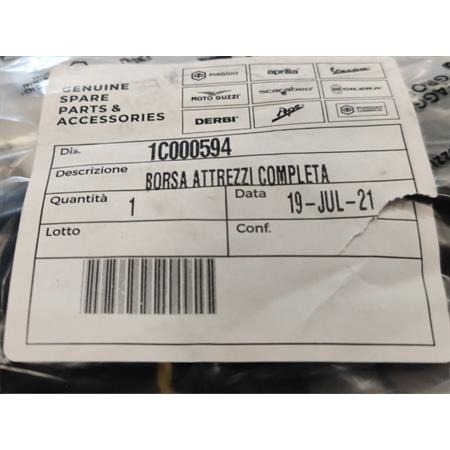 GENUINE
SPARE
PARTS &
ACCESSORIES
PIAGGIO aprilia Vespa
MOTO GUZZI scarabeo GILERA
DERBI Ape PIAGGIO
Dis. 1C000594
Descrizione BORSA ATTREZZI COMPLETA
Quantità 1 Data 19-JUL-21
Lotto Conf.